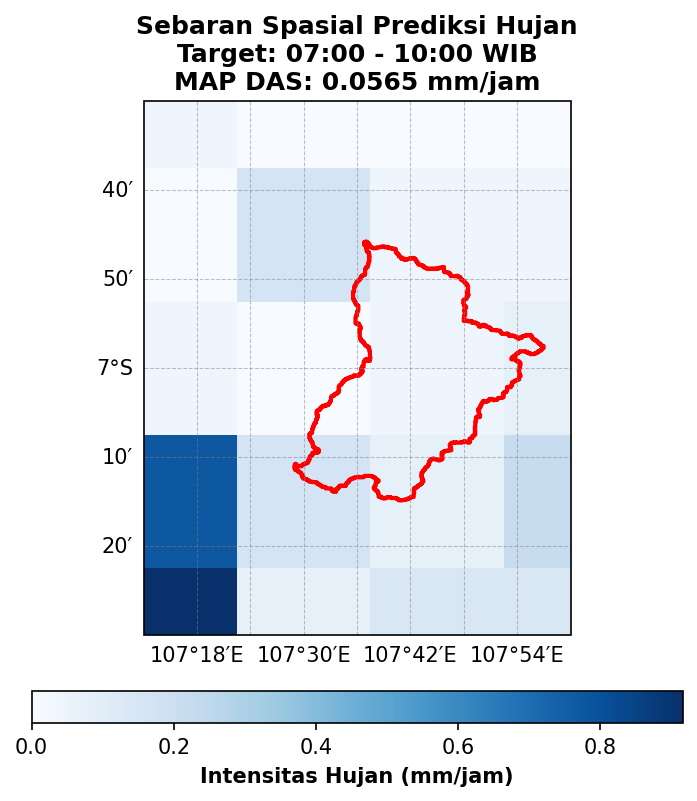 Sebaran Spasial Prediksi Hujan
Target: 07:00 - 10:00 WIB
MAP DAS: 0.0565 mm/jam
40′
50′
7°S
10′
20′
107°18′E 107°30′E 107°42′E 107°54′E
0.0 0.2 0.4 0.6 0.8
Intensitas Hujan (mm/jam)